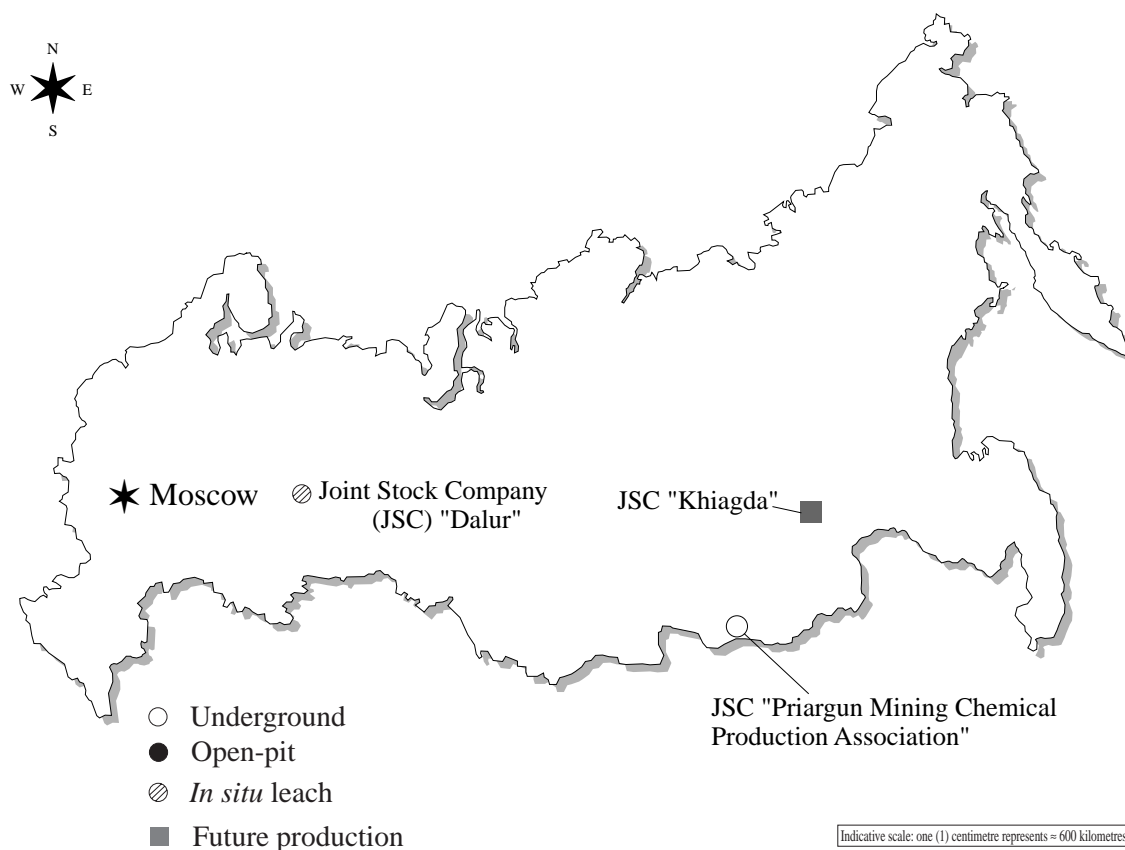 N
W E
S
Moscow
Joint Stock Company
(JSC) "Dalur"
JSC "Khiagda"
JSC "Priargun Mining Chemical
Production Association"
Underground
Open-pit
In situ leach
Future production
Indicative scale: one (1) centimetre represents ≈ 600 kilometres